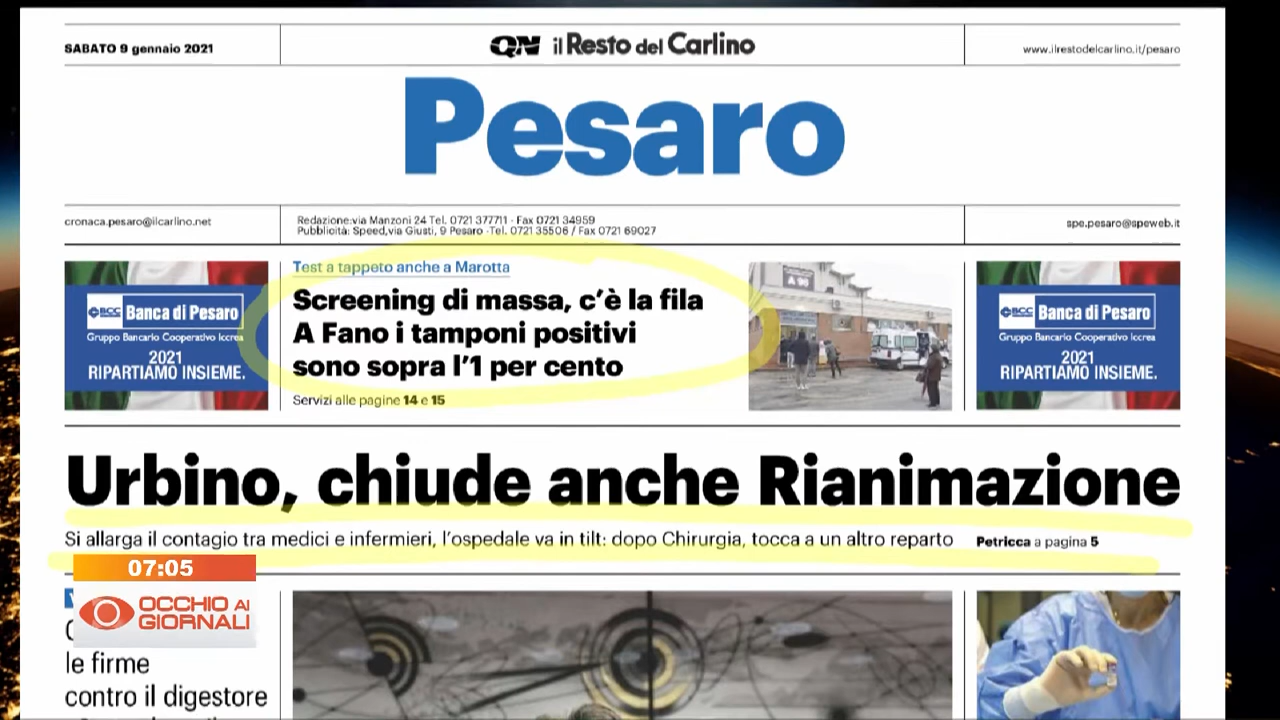 SABATO 9 gennaio 2021
QN il Resto del Carlino
www.ilrestodelcarlino.it/pesaro
Pesaro
cronaca.pesaro@ilcarlino.net
Redazione:via Manzoni 24 Tel. 0721 377711 - Fax 0721 34959
Pubblicità: Speed,via Giusti, 9 Pesaro -Tel. 0721 35506 / Fax 0721 69027
spe.pesaro@speweb.it
BCC Banca di Pesaro
Gruppo Bancario Cooperativo Iccrea
2021
RIPARTIAMO INSIEME.
Test a tappeto anche a Marotta
Screening di massa, c'è la fila
A Fano i tamponi positivi
sono sopra l'1 per cento
Servizi alle pagine 14 e 15
A 90
BCC Banca di Pesaro
Gruppo Bancario Cooperativo Iccrea
2021
RIPARTIAMO INSIEME.
Urbino, chiude anche Rianimazione
Si allarga il contagio tra medici e infermieri, l'ospedale va in tilt: dopo Chirurgia, tocca a un altro reparto
Petricca a pagina 5
07:05
OCCHIO AI
GIORNALI
le firme
contro il digestore